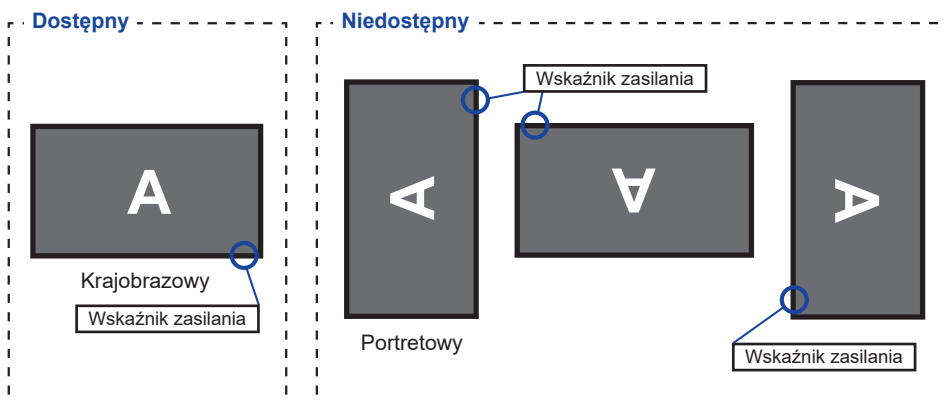 Dostępny
Niedostępny
Wskaźnik zasilania
A
A
A
A
Krajobrazowy
Wskaźnik zasilania
Portretowy
Wskaźnik zasilania